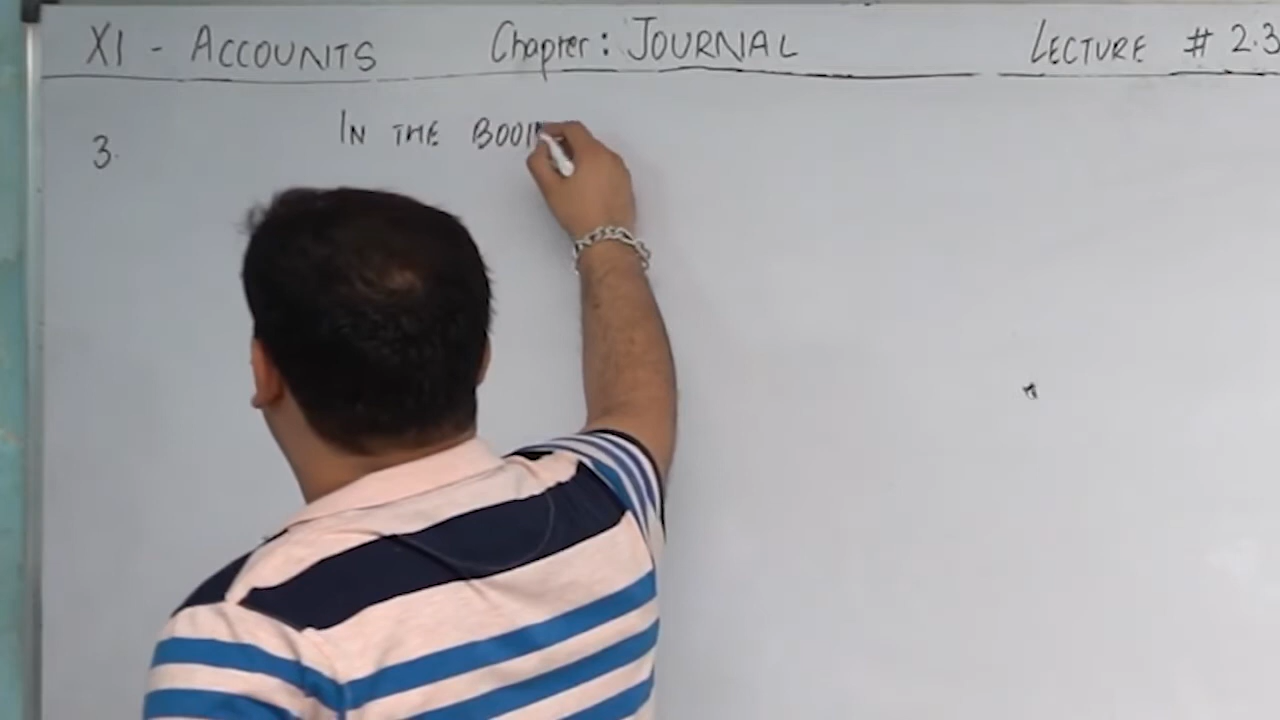 XI - ACCOUNTS Chapter: JOURNAL LECTURE # 2.3
3. IN THE